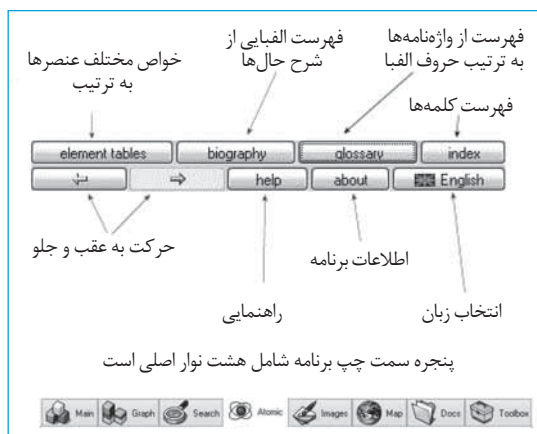 فهرست از واژه‌نامه‌ها
به ترتیب حروف الفبا
فهرست الفبایی از
شرح حال‌ها
خواص مختلف عنصرها
به ترتیب
فهرست کلمه‌ها
element tables biography glossary index
help about English
حرکت به عقب و جلو
اطلاعات برنامه
راهنمایی
انتخاب زبان
پنجره سمت چپ برنامه شامل هشت نوار اصلی است
Main Graph Search Atomic Images Map Docs Toolbox